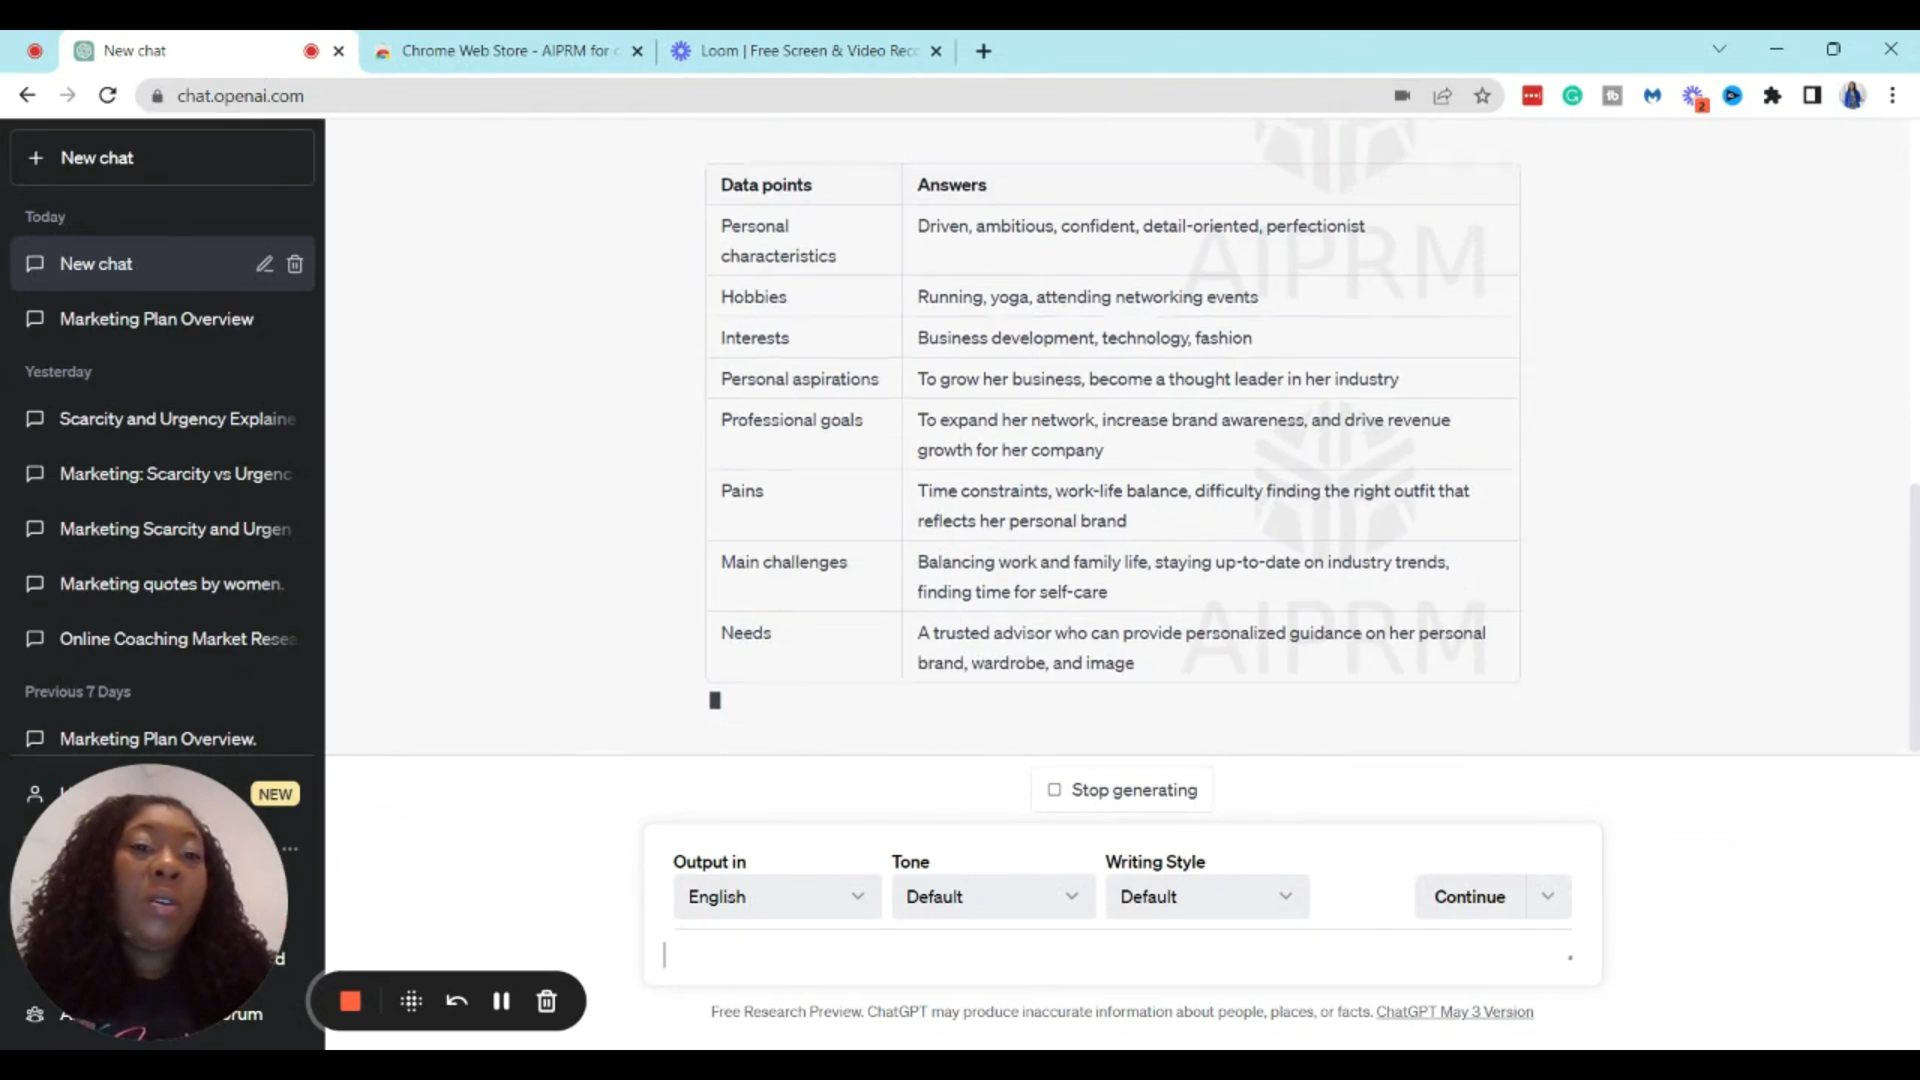 New chat
Chrome Web Store - AIPRM for
Loom | Free Screen & Video Rec
chat.openai.com
2
New chat
Today
New chat
Marketing Plan Overview
Yesterday
Scarcity and Urgency Explaine
Marketing: Scarcity vs Urgenc
Marketing Scarcity and Urgen
Marketing quotes by women.
Online Coaching Market Resea
Previous 7 Days
Marketing Plan Overview.
NEW
d
orum
Data points Answers
Personal Driven, ambitious, confident, detail-oriented, perfectionist
characteristics
AIPRM
Hobbies Running, yoga, attending networking events
Interests Business development, technology, fashion
Personal aspirations To grow her business, become a thought leader in her industry
Professional goals To expand her network, increase brand awareness, and drive revenue
growth for her company
Pains Time constraints, work-life balance, difficulty finding the right outfit that
reflects her personal brand
Main challenges Balancing work and family life, staying up-to-date on industry trends,
finding time for self-care
Needs A trusted advisor who can provide personalized guidance on her personal
brand, wardrobe, and image
AIPRM
Stop generating
Output in Tone Writing Style
English Default Default Continue
Free Research Preview. ChatGPT may produce inaccurate information about people, places, or facts. ChatGPT May 3 Version